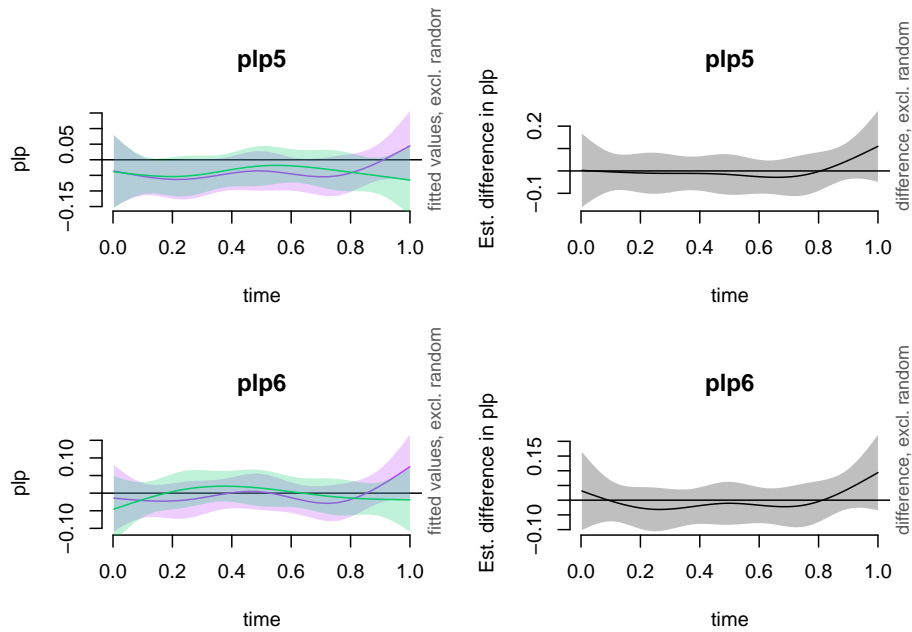 plp5
plp
0.05
−0.15
0.0 0.2 0.4 0.6 0.8 1.0
time
fitted values, excl. random
plp5
Est. difference in plp
0.2
−0.1
0.0 0.2 0.4 0.6 0.8 1.0
time
difference, excl. random
plp6
plp
0.10
−0.10
0.0 0.2 0.4 0.6 0.8 1.0
time
fitted values, excl. random
plp6
Est. difference in plp
0.15
−0.10
0.0 0.2 0.4 0.6 0.8 1.0
time
difference, excl. random